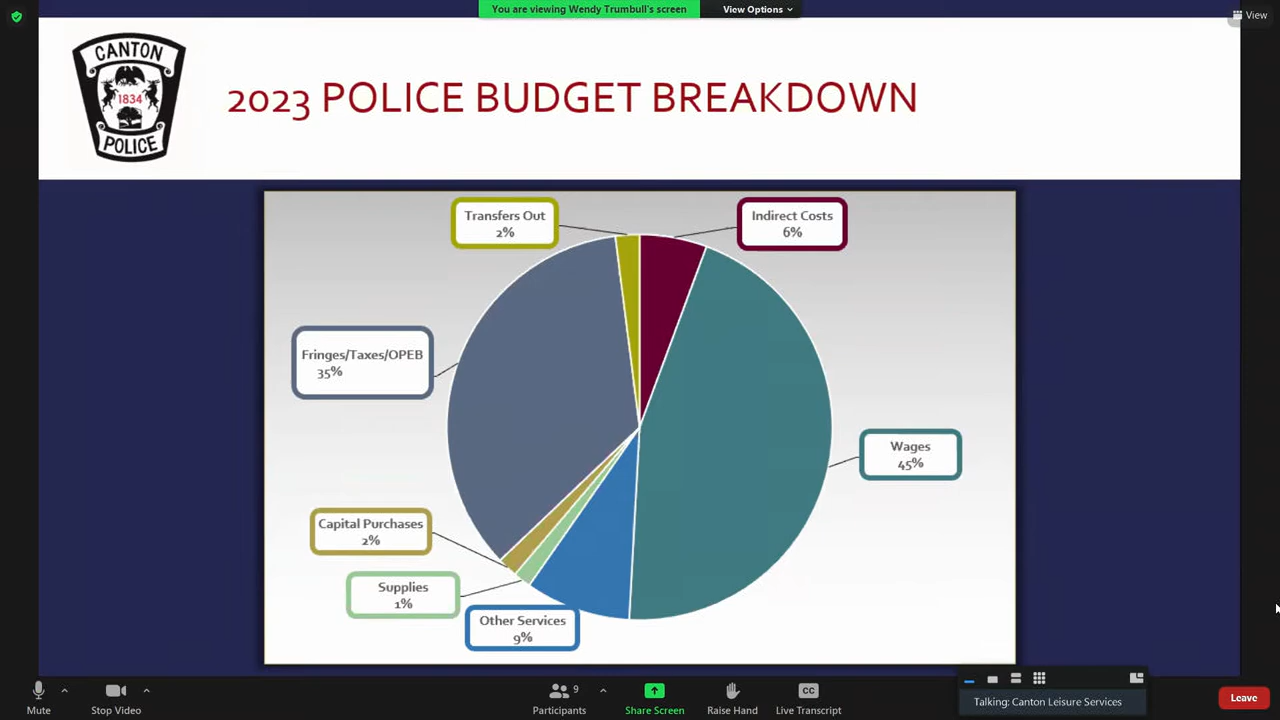 You are viewing Wendy Trumbull's screen
View Options
View
CANTON
1834
POLICE
2023 POLICE BUDGET BREAKDOWN
Transfers Out
2%
Indirect Costs
6%
Fringes/Taxes/OPEB
35%
Wages
45%
Capital Purchases
2%
Supplies
1%
Other Services
9%
9
CC
Mute
Stop Video
Participants
Share Screen
Raise Hand
Live Transcript
Talking: Canton Leisure Services
Leave